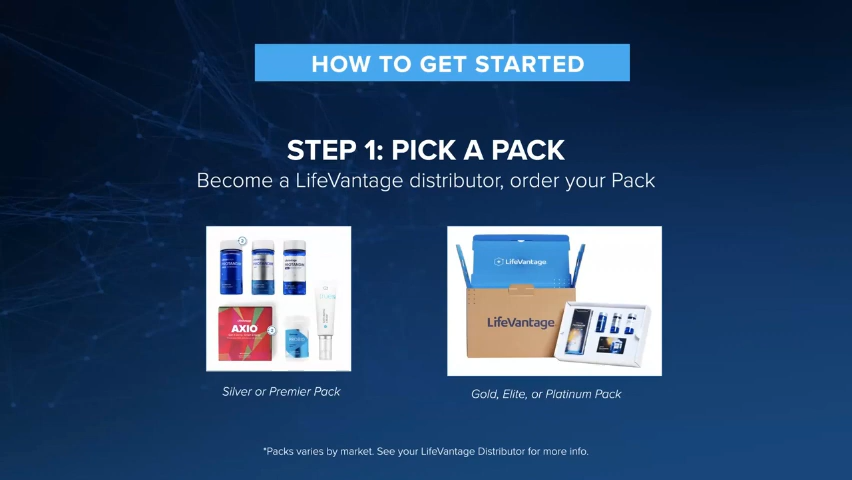 HOW TO GET STARTED
STEP 1: PICK A PACK
Become a LifeVantage distributor, order your Pack
LifeVantage
AXIO
LifeVantage
Silver or Premier Pack
Gold, Elite, or Platinum Pack
*Packs varies by market. See your LifeVantage Distributor for more info.